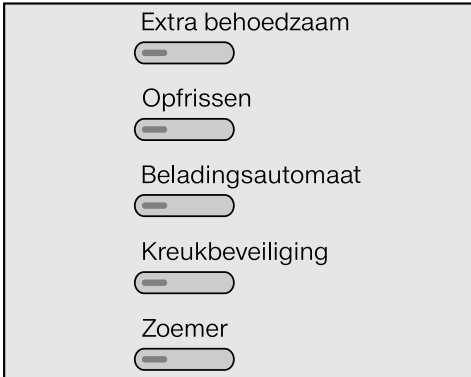 Extra behoedzaam
Opfrissen
Beladingsautomaat
Kreukbeveiliging
Zoemer